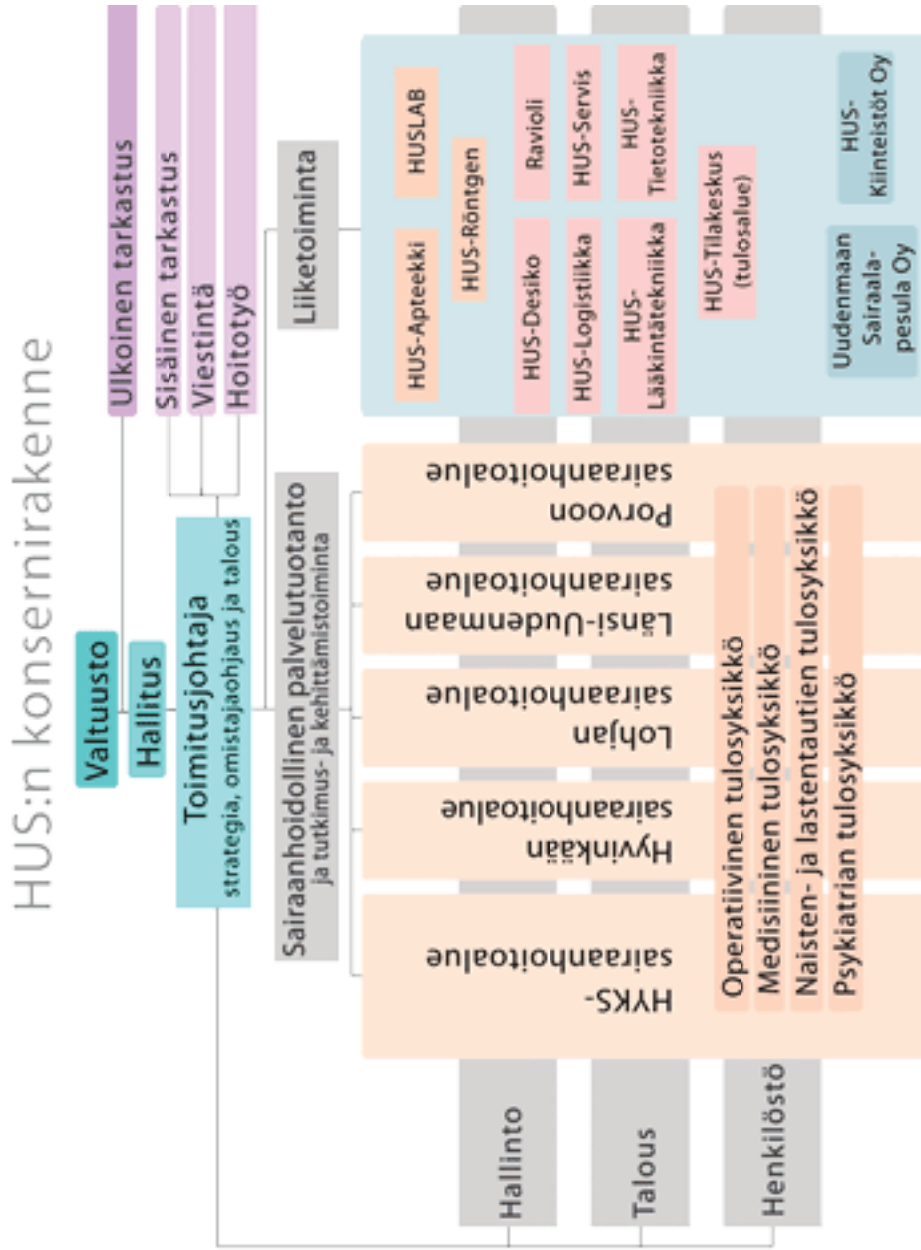 HUS:n konsernirakenne
Valtuusto
Ulkoinen tarkastus
Hallitus
Toimitusjohtaja
strategia, omistajaohjaus ja talous
Sisäinen tarkastus
Viestintä
Hoitotyö
Sairaanhoidollinen palvelutuotanto
ja tutkimus- ja kehittämistoiminta
Liiketoiminta
HYKS-
sairaanhoitoalue
Hyvinkään
sairaanhoitoalue
Lohjan
sairaanhoitoalue
Länsi-Uudenmaan
sairaanhoitoalue
Porvoon
sairaanhoitoalue
HUS-Apteekki
HUSLAB
HUS-Röntgen
HUS-Desiko
Ravioli
HUS-Logistiikka
HUS-Servis
HUS-
Lääkintätekniikka
HUS-
Tietotekniikka
HUS-Tilakeskus
(tulosalue)
Uudenmaan
Sairaala-
pesula Oy
HUS-
Kiinteistöt Oy
Hallinto
Talous
Henkilöstö
Operatiivinen tulosyksikkö
Medisiininen tulosyksikkö
Naisten- ja lastentautien tulosyksikkö
Psykiatrian tulosyksikkö